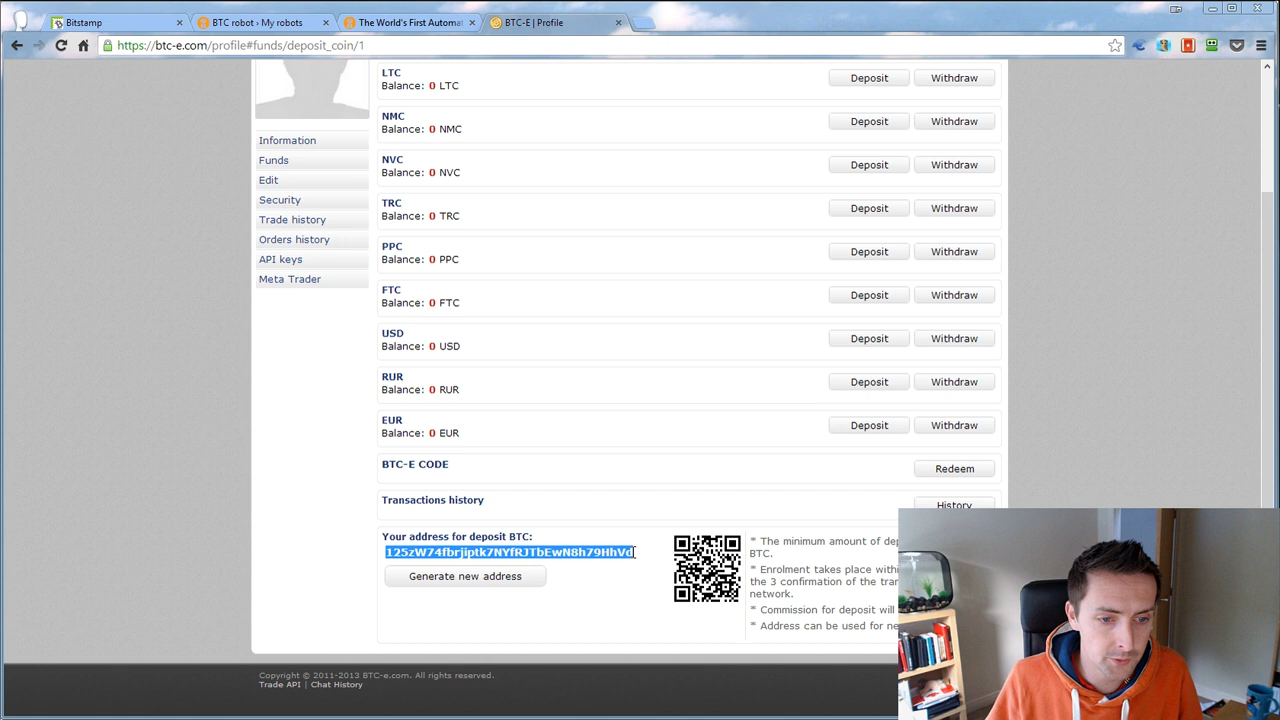 Bitstamp
BTC robot › My robots
The World's First Automat
BTC-E | Profile
https://btc-e.com/profile#funds/deposit_coin/1
LTC
Balance: 0 LTC
Deposit
Withdraw
NMC
Balance: 0 NMC
Deposit
Withdraw
NVC
Balance: 0 NVC
Deposit
Withdraw
TRC
Balance: 0 TRC
Deposit
Withdraw
PPC
Balance: 0 PPC
Deposit
Withdraw
FTC
Balance: 0 FTC
Deposit
Withdraw
USD
Balance: 0 USD
Deposit
Withdraw
RUR
Balance: 0 RUR
Deposit
Withdraw
EUR
Balance: 0 EUR
Deposit
Withdraw
Information
Funds
Edit
Security
Trade history
Orders history
API keys
Meta Trader
BTC-E CODE
Redeem
Transactions history
History
Your address for deposit BTC:
125zW74fbrjiptk7NYfRJTbEwN8h79HhVd
Generate new address
* The minimum amount of dep
BTC.
* Enrolment takes place within
the 3 confirmation of the tran
network.
* Commission for deposit will
* Address can be used for ne
Copyright © 2011-2013 BTC-e.com. All rights reserved.
Trade API | Chat History